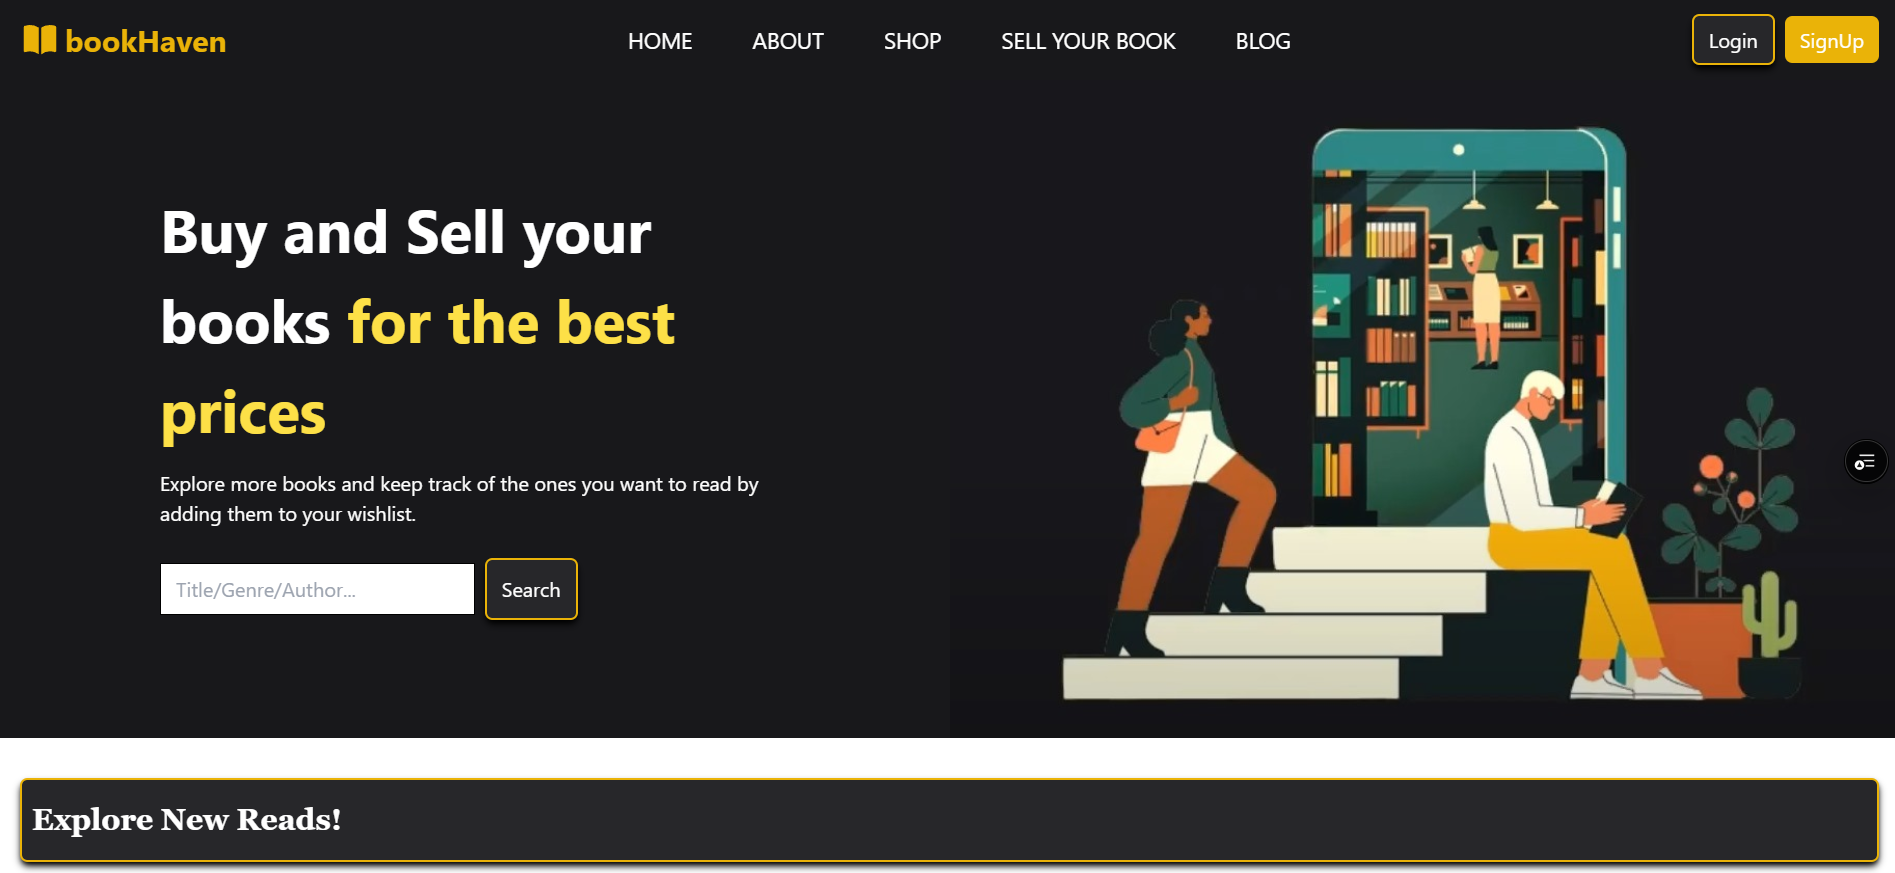 bookHaven
HOME
ABOUT
SHOP
SELL YOUR BOOK
BLOG
Login
SignUp
Buy and Sell your
books for the best
prices
Explore more books and keep track of the ones you want to read by
adding them to your wishlist.
Title/Genre/Author...
Search
Explore New Reads!